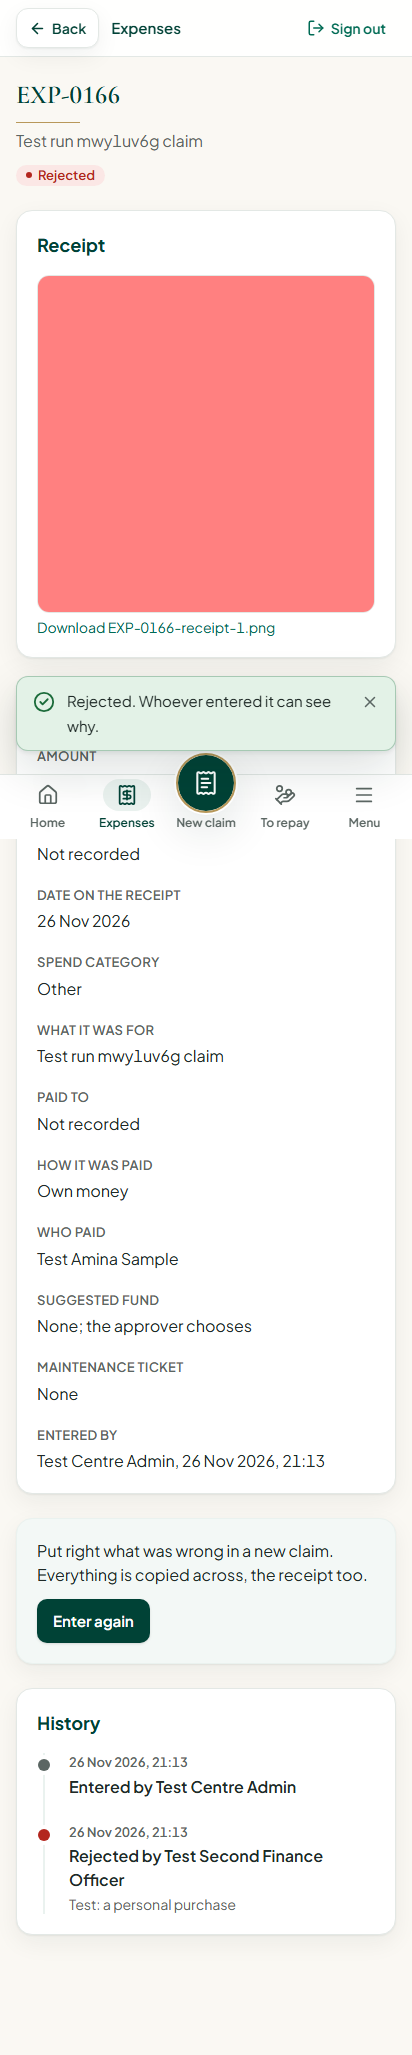 Back
Expenses
Sign out
EXP-0166
Test run mwy1uv6g claim
Rejected
Receipt
Download EXP-0166-receipt-1.png
Rejected. Whoever entered it can see
why.
AMOUNT
Home
Expenses
New claim
To repay
Menu
Not recorded
DATE ON THE RECEIPT
26 Nov 2026
SPEND CATEGORY
Other
WHAT IT WAS FOR
Test run mwy1uv6g claim
PAID TO
Not recorded
HOW IT WAS PAID
Own money
WHO PAID
Test Amina Sample
SUGGESTED FUND
None; the approver chooses
MAINTENANCE TICKET
None
ENTERED BY
Test Centre Admin, 26 Nov 2026, 21:13
Put right what was wrong in a new claim.
Everything is copied across, the receipt too.
Enter again
History
26 Nov 2026, 21:13
Entered by Test Centre Admin
26 Nov 2026, 21:13
Rejected by Test Second Finance
Officer
Test: a personal purchase